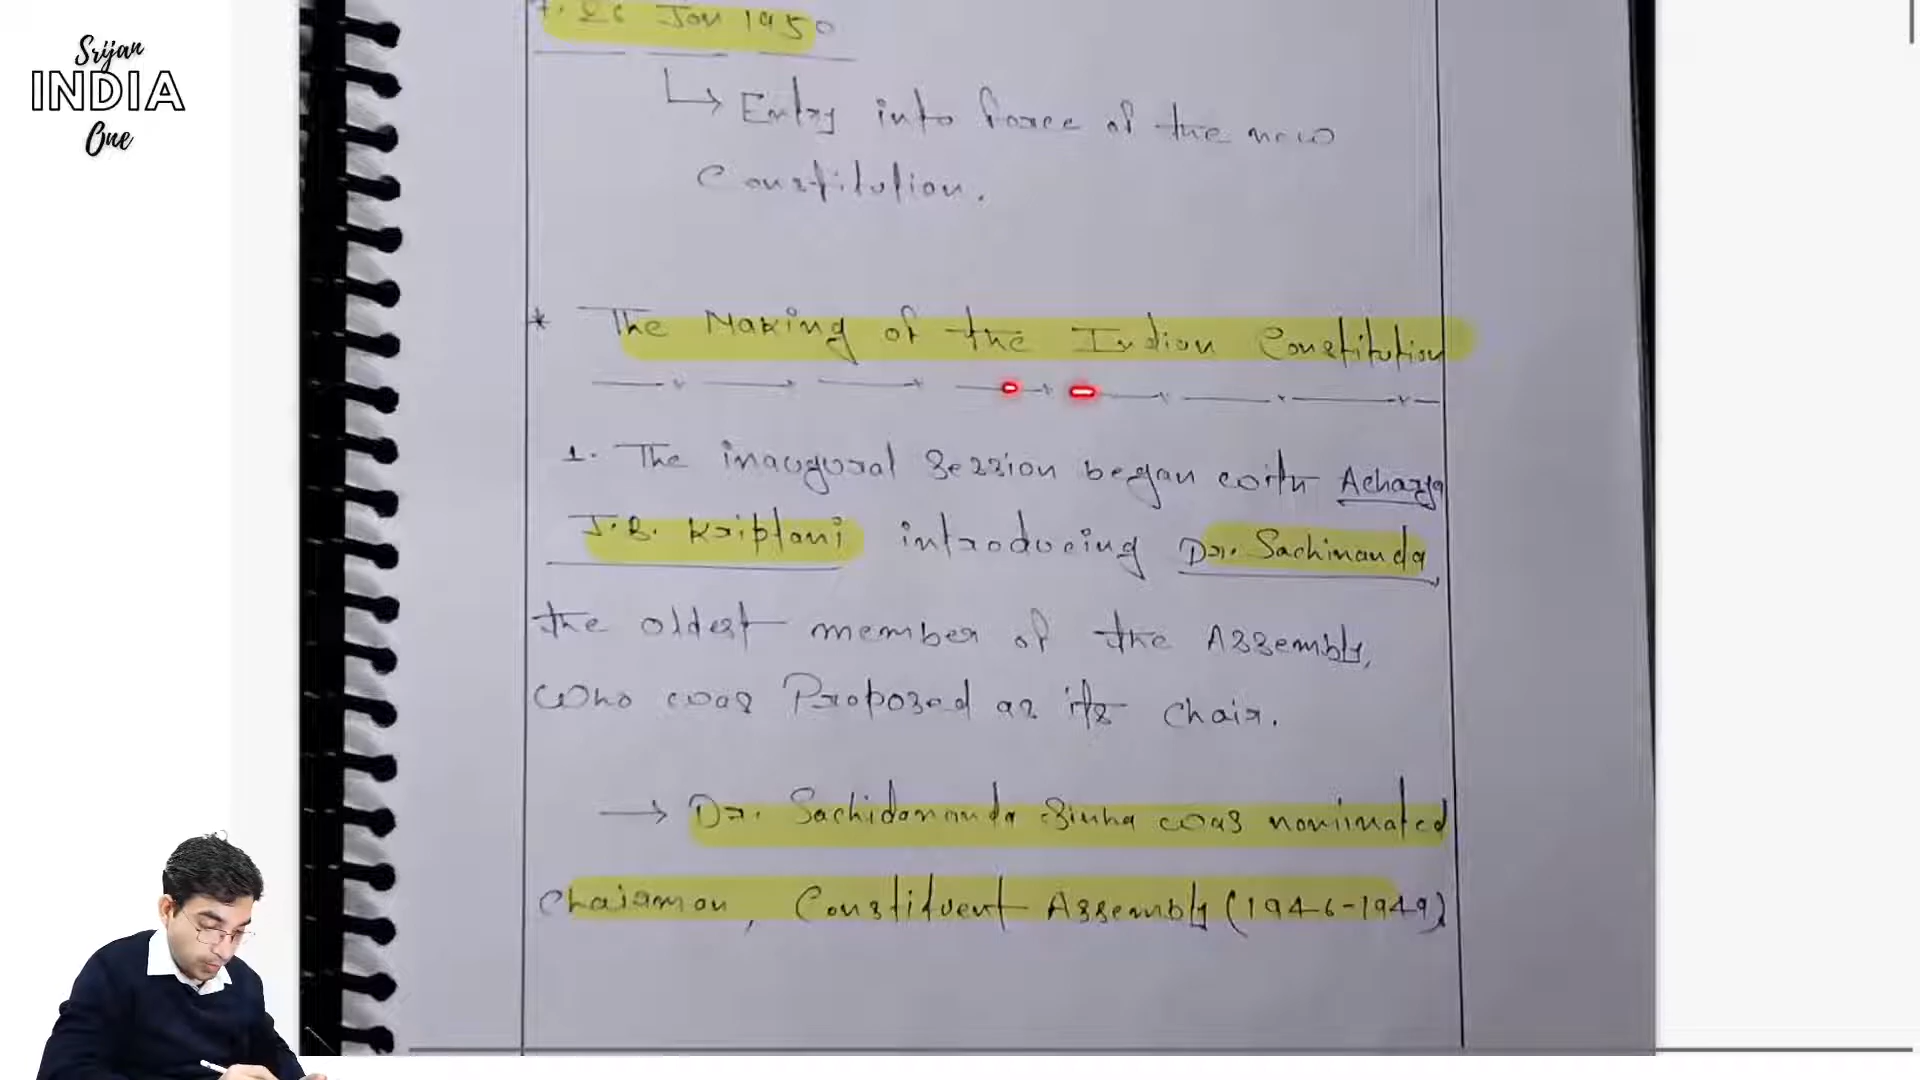 Srijan
INDIA
One
7. 26 Jan 1950
↳ Entry into force of the new
Constitution.
* The Making of the Indian Constitution
1. The inaugural Session began with Acharya
J.B. Kriplani introducing Dr. Sachinanda,
the oldest member of the Assembly,
who was Proposed as its chair.
→ Dr. Sachidananda Sinha was nominated
Chairman, Constituent Assembly (1946-1949)